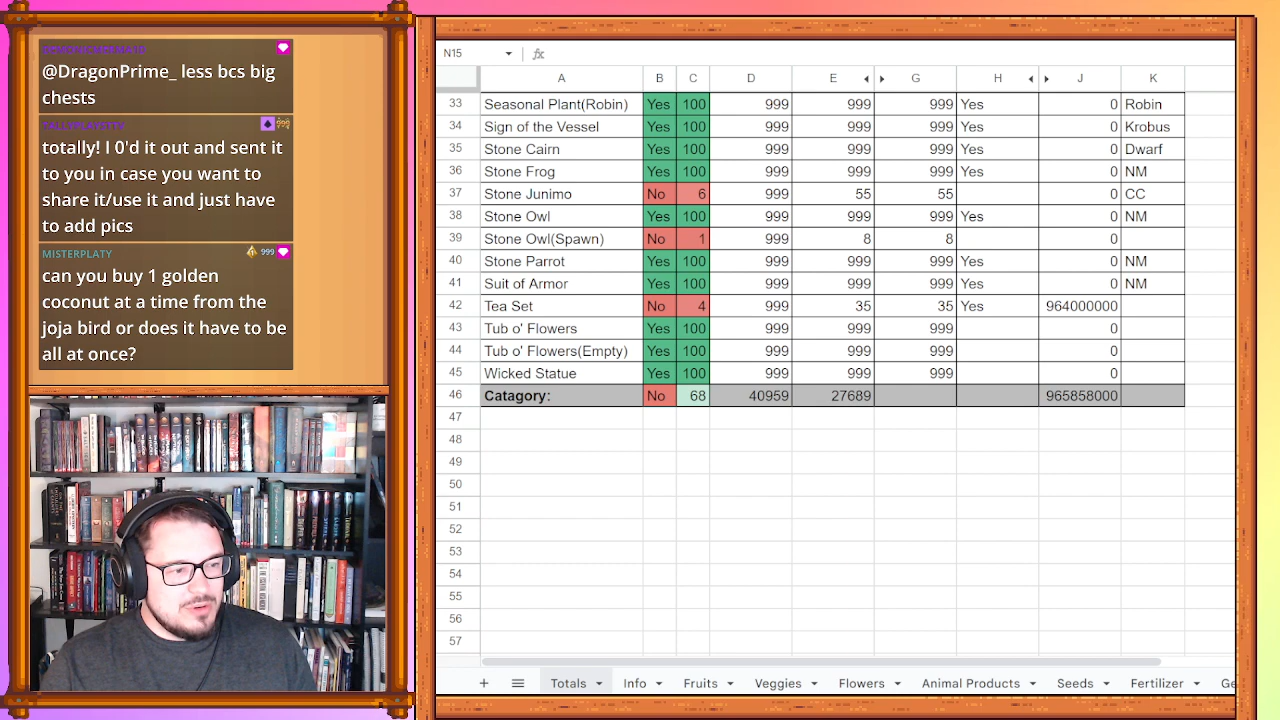 @DragonPrime_ less bcs big
chests
totally! I 0'd it out and sent it
to you in case you want to
share it/use it and just have
to add pics
MISTERPLATY 999
can you buy 1 golden
coconut at a time from the
joja bird or does it have to be
all at once?
N15 fx
A B C D E G H J K
33 Seasonal Plant(Robin) Yes 100 999 999 999 Yes 0 Robin
34 Sign of the Vessel Yes 100 999 999 999 Yes 0 Krobus
35 Stone Cairn Yes 100 999 999 999 Yes 0 Dwarf
36 Stone Frog Yes 100 999 999 999 Yes 0 NM
37 Stone Junimo No 6 999 55 55 0 CC
38 Stone Owl Yes 100 999 999 999 Yes 0 NM
39 Stone Owl(Spawn) No 1 999 8 8 0
40 Stone Parrot Yes 100 999 999 999 Yes 0 NM
41 Suit of Armor Yes 100 999 999 999 Yes 0 NM
42 Tea Set No 4 999 35 35 Yes 964000000
43 Tub o' Flowers Yes 100 999 999 999 0
44 Tub o' Flowers(Empty) Yes 100 999 999 999 0
45 Wicked Statue Yes 100 999 999 999 0
46 Catagory: No 68 40959 27689 965858000
47
48
49
50
51
52
53
54
55
56
57
+ Totals Info Fruits Veggies Flowers Animal Products Seeds Fertilizer Ge